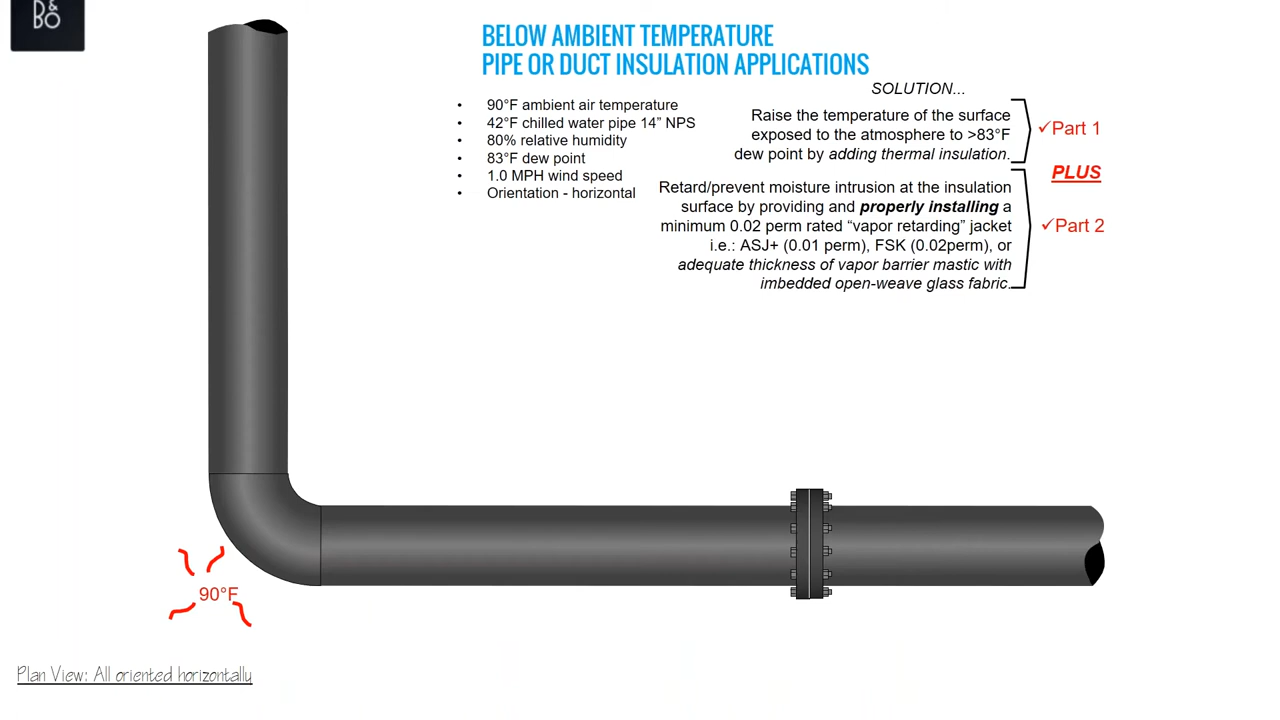 B&O
BELOW AMBIENT TEMPERATURE
PIPE OR DUCT INSULATION APPLICATIONS
• 90°F ambient air temperature
• 42°F chilled water pipe 14” NPS
• 80% relative humidity
• 83°F dew point
• 1.0 MPH wind speed
• Orientation - horizontal
SOLUTION...
Raise the temperature of the surface
exposed to the atmosphere to >83°F
dew point by adding thermal insulation.
✓Part 1
PLUS
Retard/prevent moisture intrusion at the insulation
surface by providing and properly installing a
minimum 0.02 perm rated “vapor retarding” jacket
i.e.: ASJ+ (0.01 perm), FSK (0.02perm), or
adequate thickness of vapor barrier mastic with
imbedded open-weave glass fabric.
✓Part 2
90°F
Plan View: All oriented horizontally